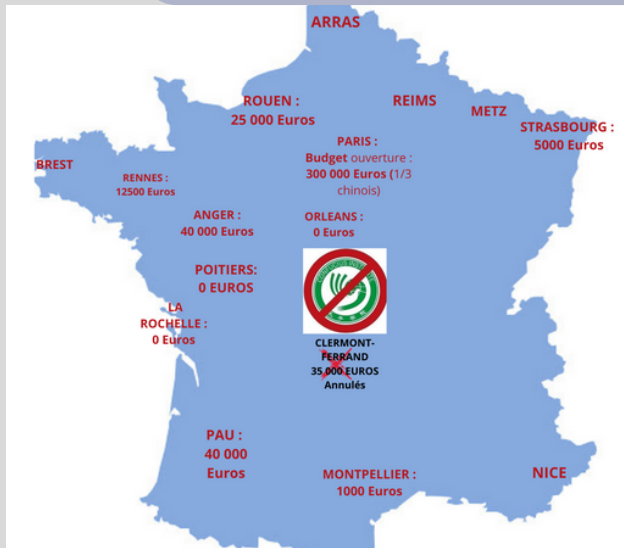 ARRAS
ROUEN :
25 000 Euros
REIMS
METZ
STRASBOURG :
5000 Euros
PARIS :
Budget ouverture :
300 000 Euros (1/3
chinois)
BREST
RENNES :
12500 Euros
ANGER :
40 000 Euros
ORLEANS :
0 Euros
POITIERS:
0 EUROS
LA
ROCHELLE :
0 Euros
CLERMONT-
FERRAND
35 000 EUROS
Annulés
PAU :
40 000
Euros
MONTPELLIER :
1000 Euros
NICE